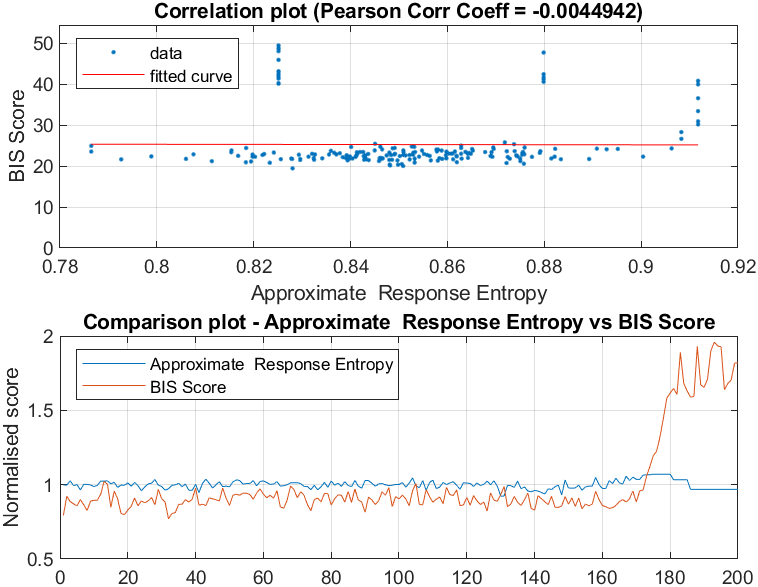 Correlation plot (Pearson Corr Coeff = -0.0044942)
50
40
30
20
10
0
BIS Score
data
fitted curve
0.78 0.8 0.82 0.84 0.86 0.88 0.9 0.92
Approximate  Response Entropy
Comparison plot - Approximate  Response Entropy vs BIS Score
2
1.5
1
0.5
Normalised score
Approximate  Response Entropy
BIS Score
0 20 40 60 80 100 120 140 160 180 200